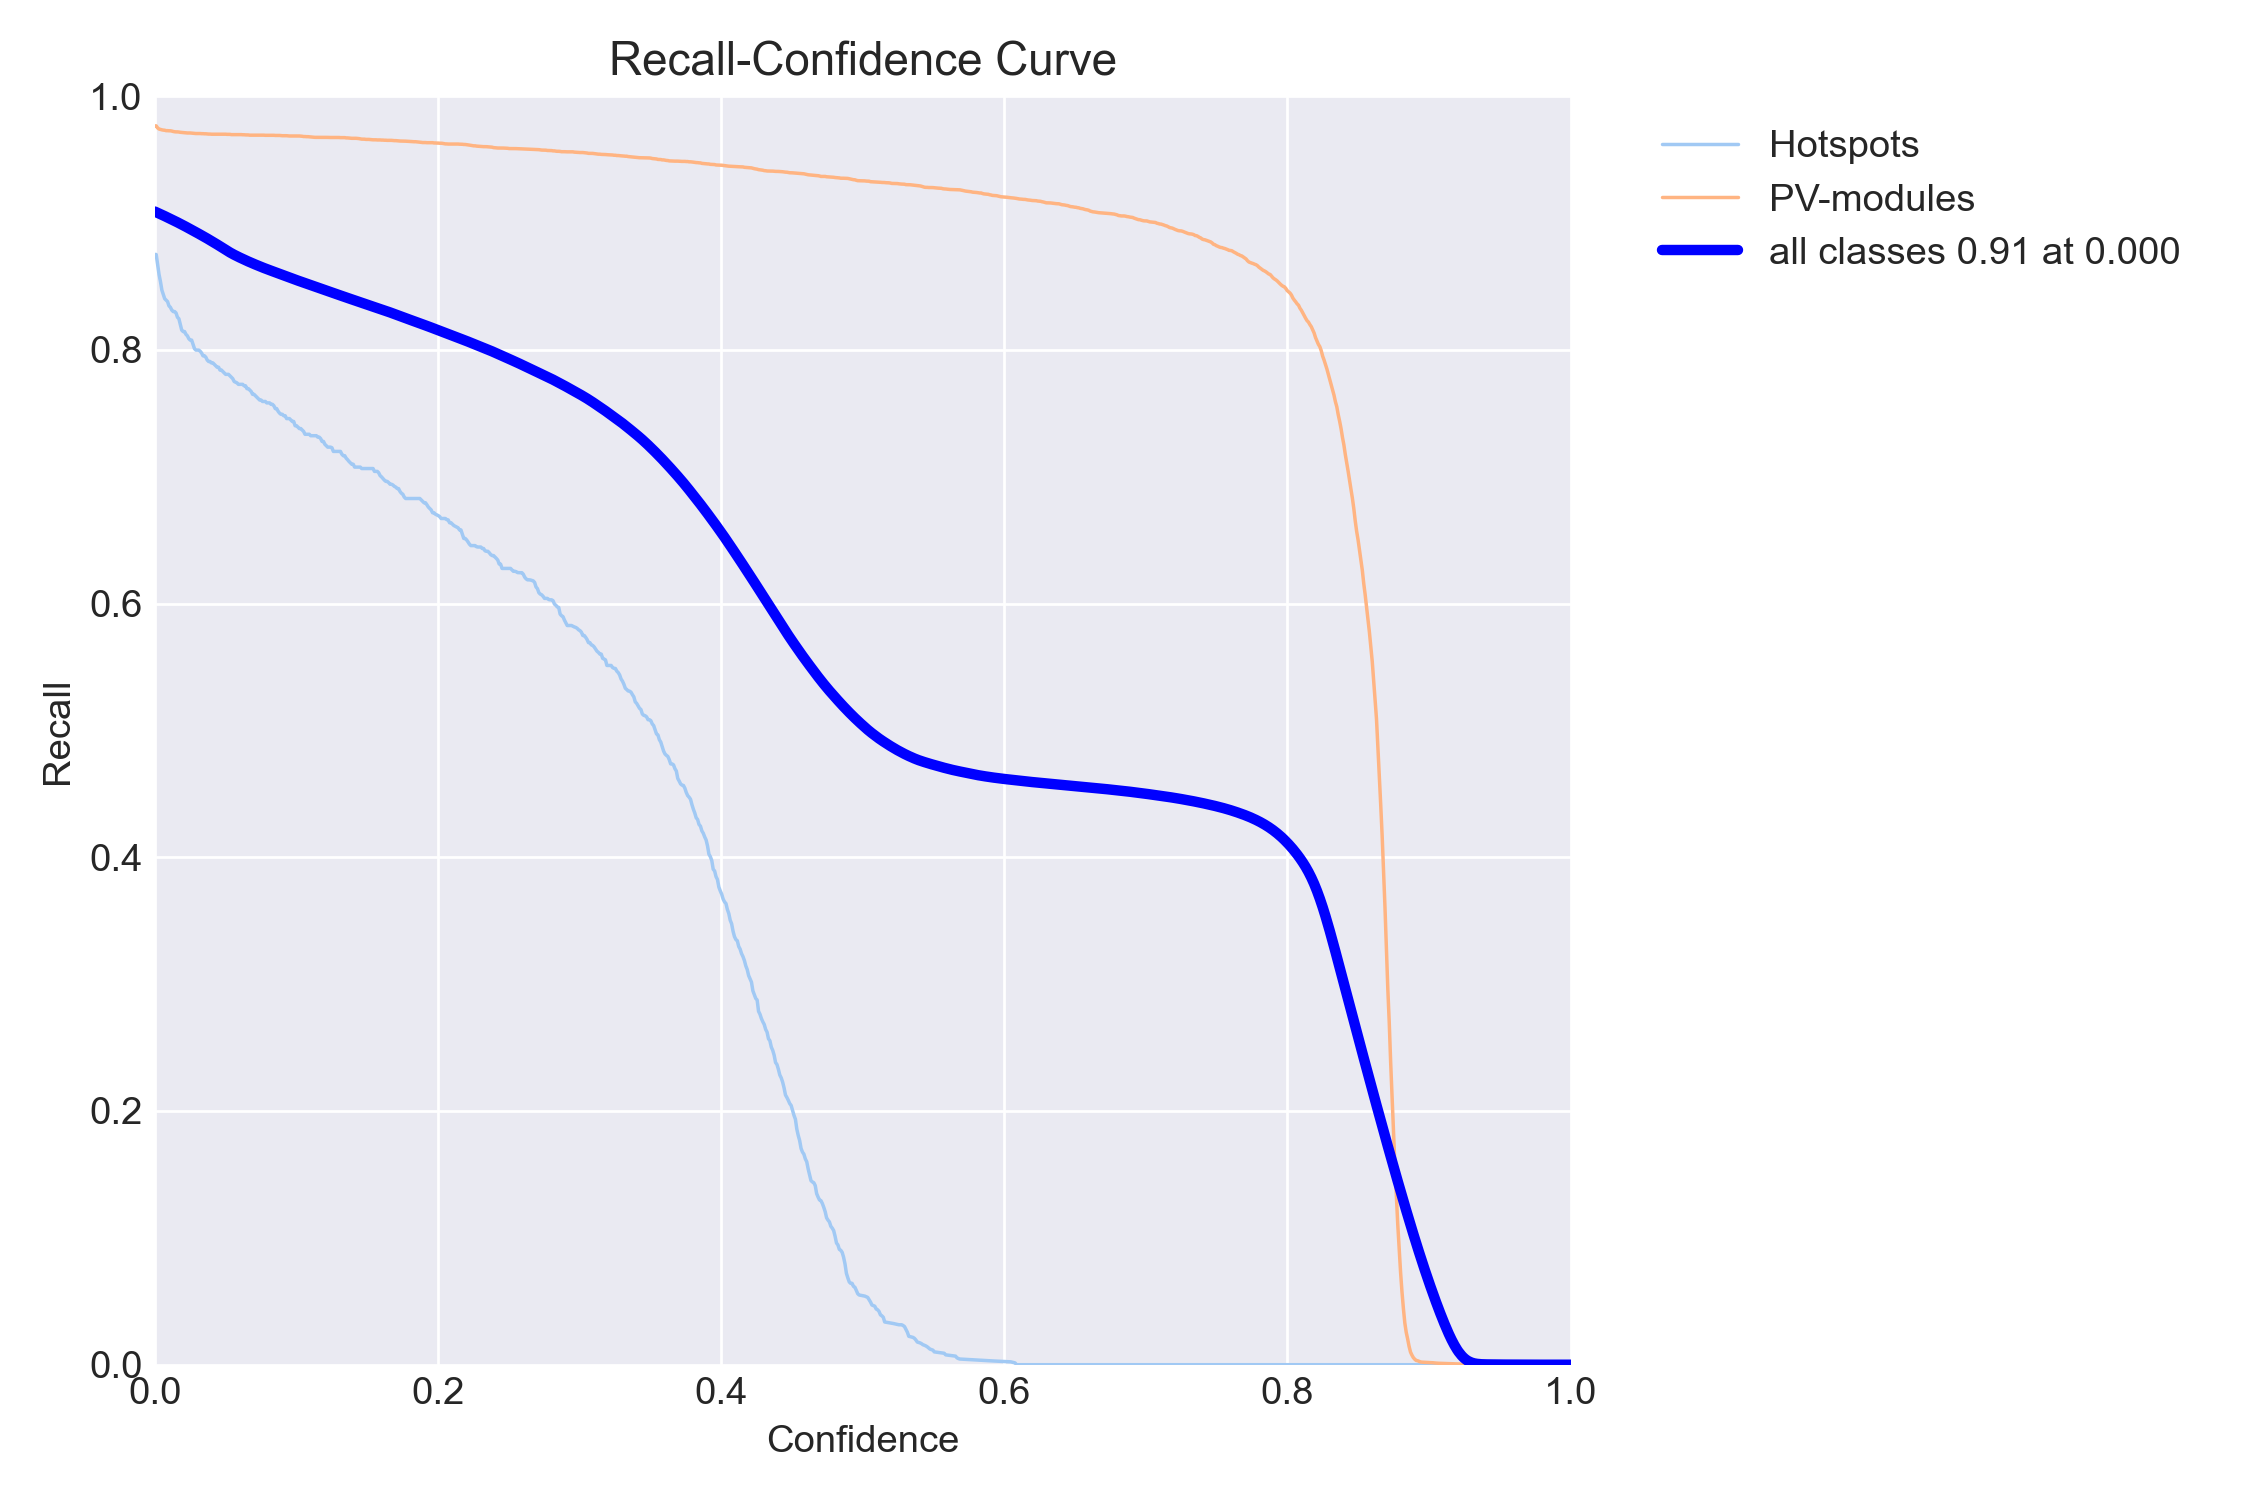 Recall-Confidence Curve
1.0
0.8
0.6
0.4
0.2
0.0
Recall
0.0 0.2 0.4 0.6 0.8 1.0
Confidence
Hotspots
PV-modules
all classes 0.91 at 0.000